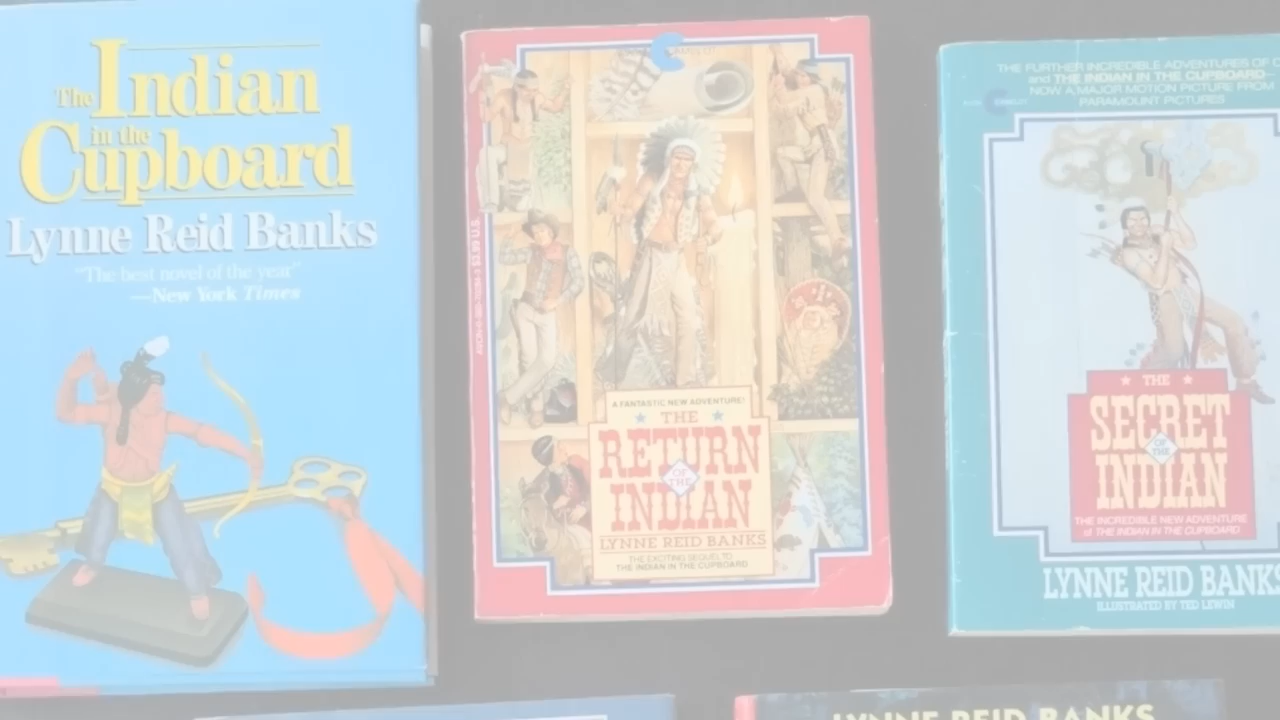 The Indian
in the
Cupboard
Lynne Reid Banks
"The best novel of the year"
—New York Times
$3.99 U.S.
A FANTASTIC NEW ADVENTURE!
THE
RETURN
OF THE
INDIAN
LYNNE REID BANKS
THE EXCITING SEQUEL TO
THE INDIAN IN THE CUPBOARD
THE FURTHER INCREDIBLE ADVENTURES OF
and THE INDIAN IN THE CUPBOARD—
NOW A MAJOR MOTION PICTURE FROM
PARAMOUNT PICTURES
THE
SECRET
OF THE
INDIAN
THE INCREDIBLE NEW ADVENTURE
of THE INDIAN IN THE CUPBOARD
LYNNE REID BANKS
ILLUSTRATED BY TED LEWIN
LYNNE REID BANKS